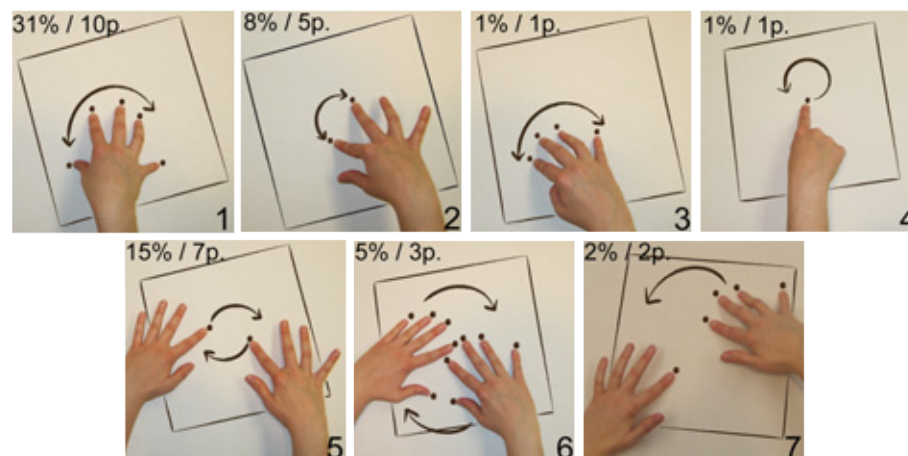 31% / 10p.
1
8% / 5p.
2
1% / 1p.
3
1% / 1p.
4
15% / 7p.
5
5% / 3p.
6
2% / 2p.
7